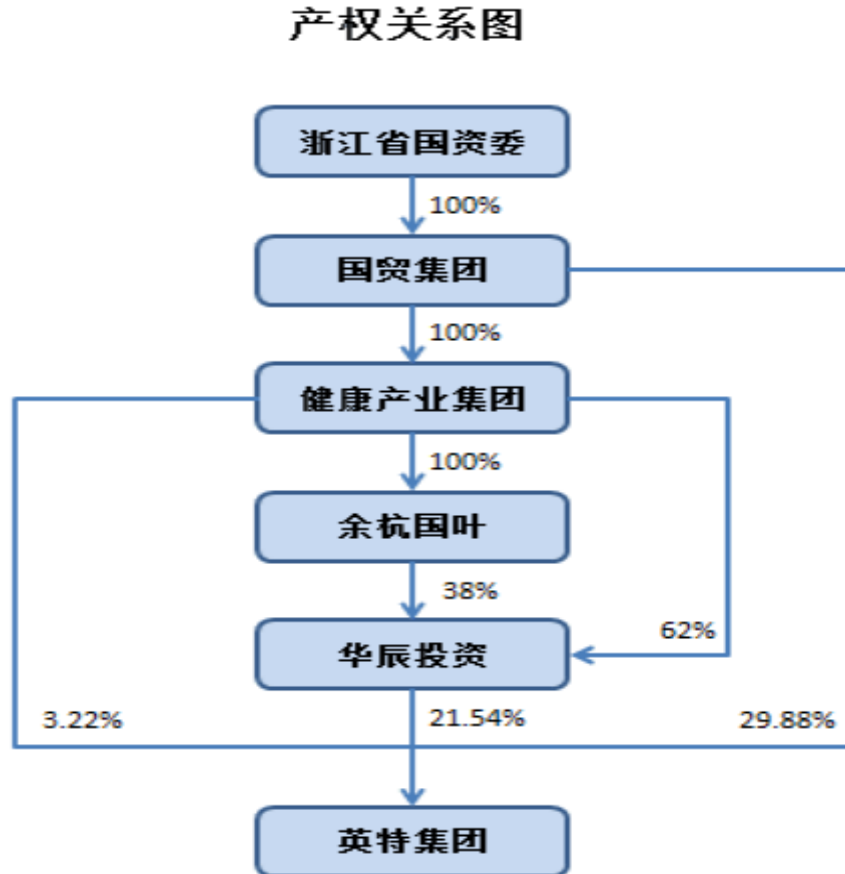 产权关系图
浙江省国资委
100%
国贸集团
100%
健康产业集团
100%
余杭国叶
38%
62%
华辰投资
3.22%
21.54%
29.88%
英特集团